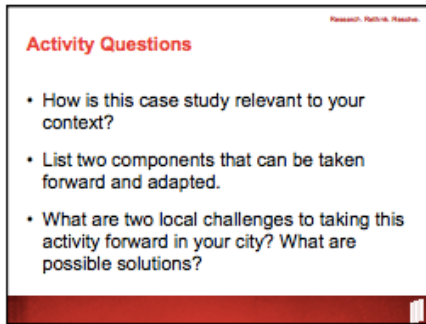 Research. Rethink. Resolve.
Activity Questions
• How is this case study relevant to your
context?
• List two components that can be taken
forward and adapted.
• What are two local challenges to taking this
activity forward in your city? What are
possible solutions?